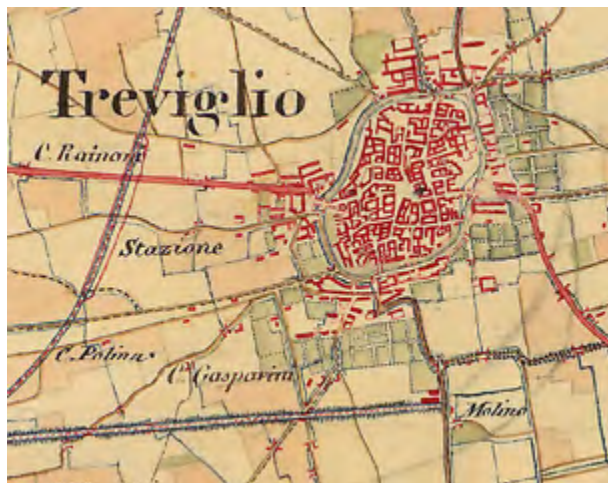 Treviglio
C. Rainoni
Stazione
C. Polina
C.ª Gasparini
Molino